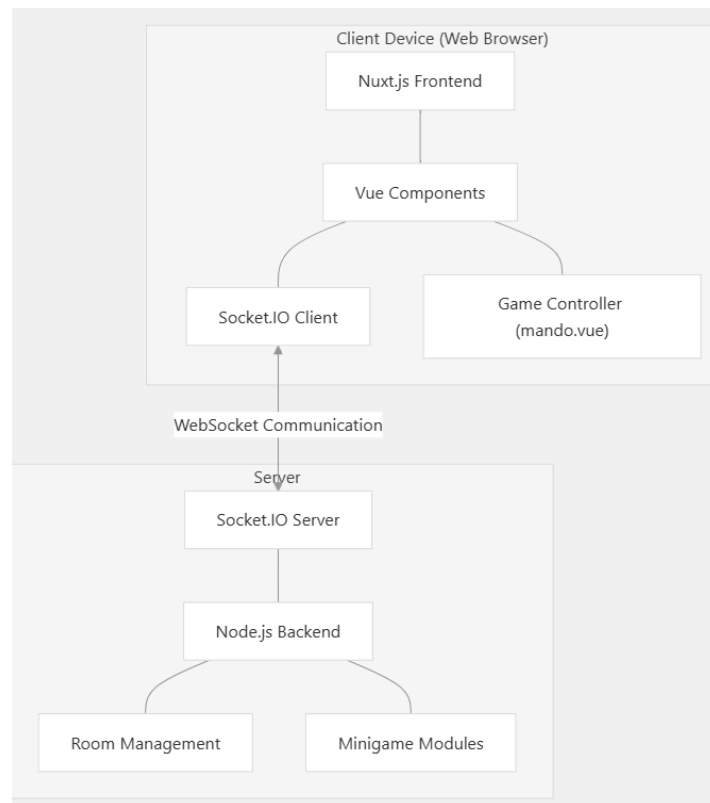 Client Device (Web Browser)
Nuxt.js Frontend
Vue Components
Socket.IO Client
Game Controller
(mando.vue)
WebSocket Communication
Server
Socket.IO Server
Node.js Backend
Room Management
Minigame Modules